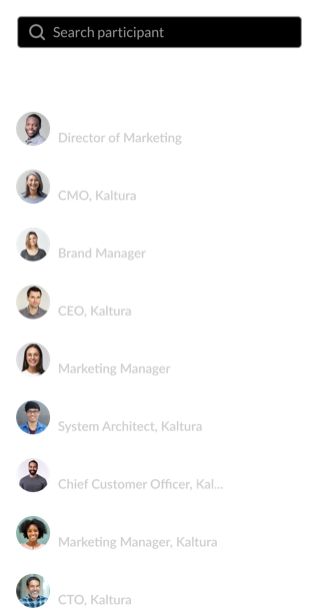 Search participant
Director of Marketing
CMO, Kaltura
Brand Manager
CEO, Kaltura
Marketing Manager
System Architect, Kaltura
Chief Customer Officer, Kal...
Marketing Manager, Kaltura
CTO, Kaltura